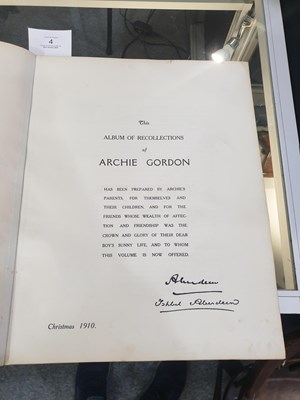 4
This
ALBUM OF RECOLLECTIONS
of
ARCHIE GORDON
HAS BEEN PREPARED BY ARCHIE'S
PARENTS, FOR THEMSELVES AND
THEIR CHILDREN, AND FOR THE
FRIENDS WHOSE WEALTH OF AFFEC-
TION AND FRIENDSHIP WAS THE
CROWN AND GLORY OF THEIR DEAR
BOY'S SUNNY LIFE, AND TO WHOM
THIS VOLUME IS NOW OFFERED.
Aberdeen
Ishbel Aberdeen
Christmas 1910.